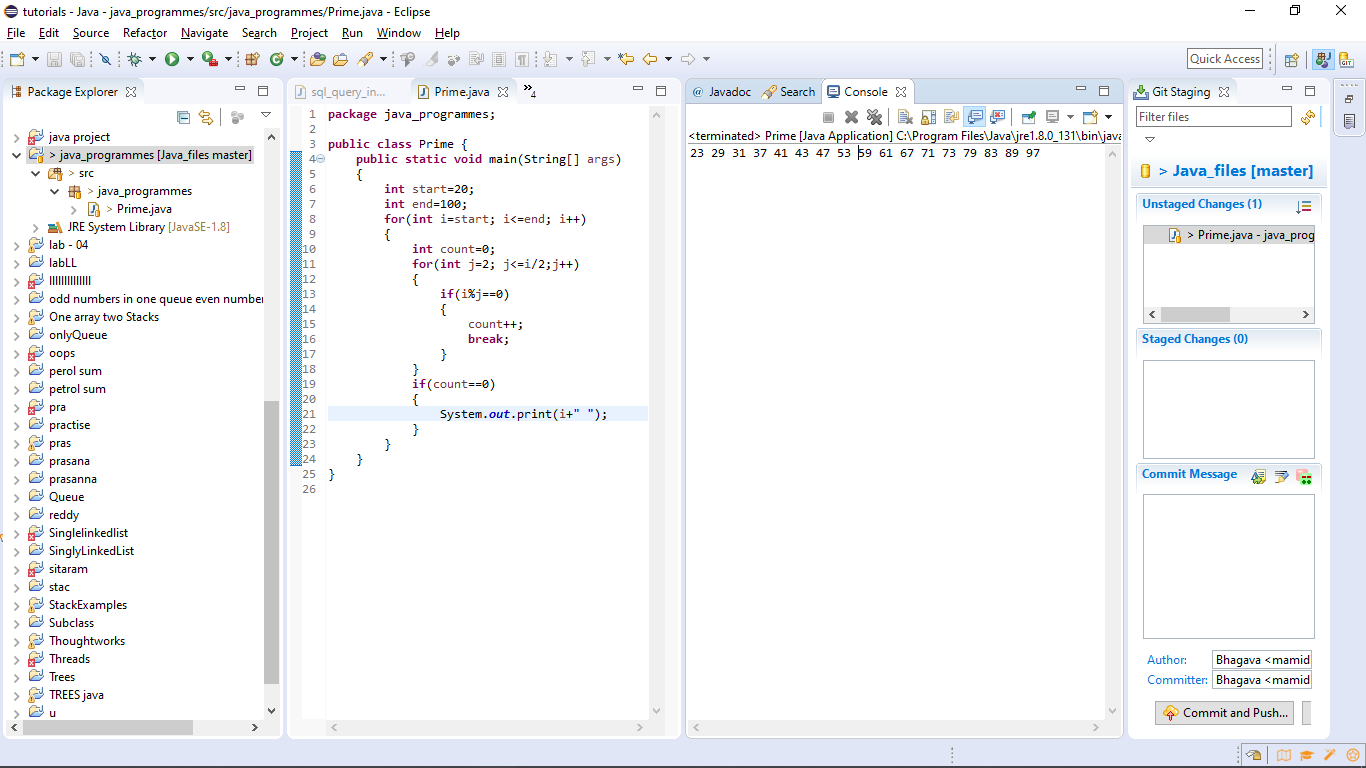 tutorials - Java - java_programmes/src/java_programmes/Prime.java - Eclipse
File Edit Source Refactor Navigate Search Project Run Window Help
Quick Access
Package Explorer
java project
> java_programmes [Java_files master]
> src
> java_programmes
> Prime.java
JRE System Library [JavaSE-1.8]
lab - 04
labLL
odd numbers in one queue even number
One array two Stacks
onlyQueue
oops
perol sum
petrol sum
pra
practise
pras
prasana
prasanna
Queue
reddy
Singlelinkedlist
SinglyLinkedList
sitaram
stac
StackExamples
Subclass
Thoughtworks
Threads
Trees
TREES java
u
sql_query_in...
Prime.java
»4
1 package java_programmes;
2
3 public class Prime {
4 public static void main(String[] args)
5 {
6 int start=20;
7 int end=100;
8 for(int i=start; i<=end; i++)
9 {
10 int count=0;
11 for(int j=2; j<=i/2;j++)
12 {
13 if(i%j==0)
14 {
15 count++;
16 break;
17 }
18 }
19 if(count==0)
20 {
21 System.out.print(i+" ");
22 }
23 }
24 }
25 }
26
@ Javadoc Search Console
<terminated> Prime [Java Application] C:\Program Files\Java\jre1.8.0_131\bin\java
23 29 31 37 41 43 47 53 59 61 67 71 73 79 83 89 97
Git Staging
Filter files
> Java_files [master]
Unstaged Changes (1)
> Prime.java - java_prog
Staged Changes (0)
Commit Message
Author: Bhagava <mamid
Committer: Bhagava <mamid
Commit and Push...